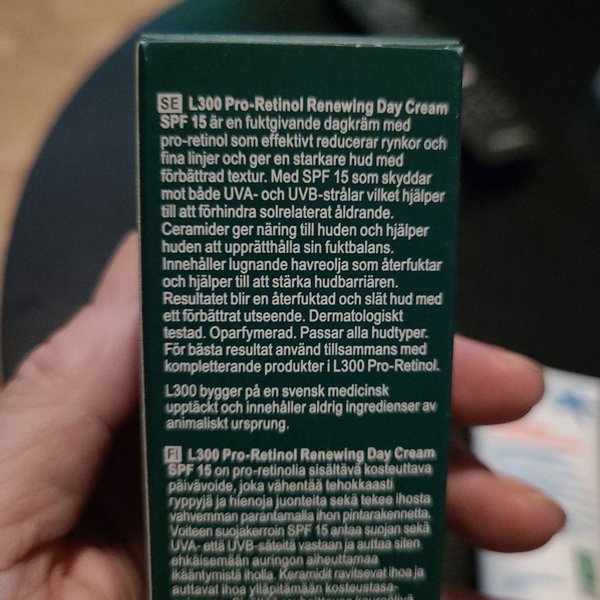 SE L300 Pro-Retinol Renewing Day Cream
SPF 15 är en fuktgivande dagkräm med
pro-retinol som effektivt reducerar rynkor och
fina linjer och ger en starkare hud med
förbättrad textur. Med SPF 15 som skyddar
mot både UVA- och UVB-strålar vilket hjälper
till att förhindra solrelaterat åldrande.
Ceramider ger näring till huden och hjälper
huden att upprätthålla sin fuktbalans.
Innehåller lugnande havreolja som återfuktar
och hjälper till att stärka hudbarriären.
Resultatet blir en återfuktad och slät hud med
ett förbättrat utseende. Dermatologiskt
testad. Oparfymerad. Passar alla hudtyper.
För bästa resultat använd tillsammans med
kompletterande produkter i L300 Pro-Retinol.
L300 bygger på en svensk medicinsk
upptäckt och innehåller aldrig ingredienser av
animaliskt ursprung.
FI L300 Pro-Retinol Renewing Day Cream
SPF 15 on pro-retinolia sisältävä kosteuttava
päivävoide, joka vähentää tehokkaasti
ryppyjä ja hienoja juonteita sekä tekee ihosta
vahvemman parantamalla ihon pintarakennetta.
Voiteen suojakerroin SPF 15 antaa suojan sekä
UVA- että UVB-säteitä vastaan ja auttaa siten
ehkäisemään auringon aiheuttamaa
ikääntymistä iholla. Keramidit ravitsevat ihoa ja
auttavat ihoa ylläpitämään kosteustasa-